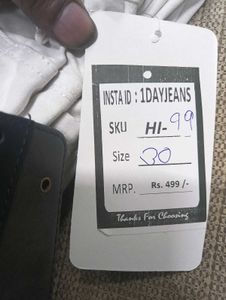 INSTA ID : 1DAYJEANS
SKU HI-99
Size 30
MRP. Rs. 499 /-
Thanks For Choosing